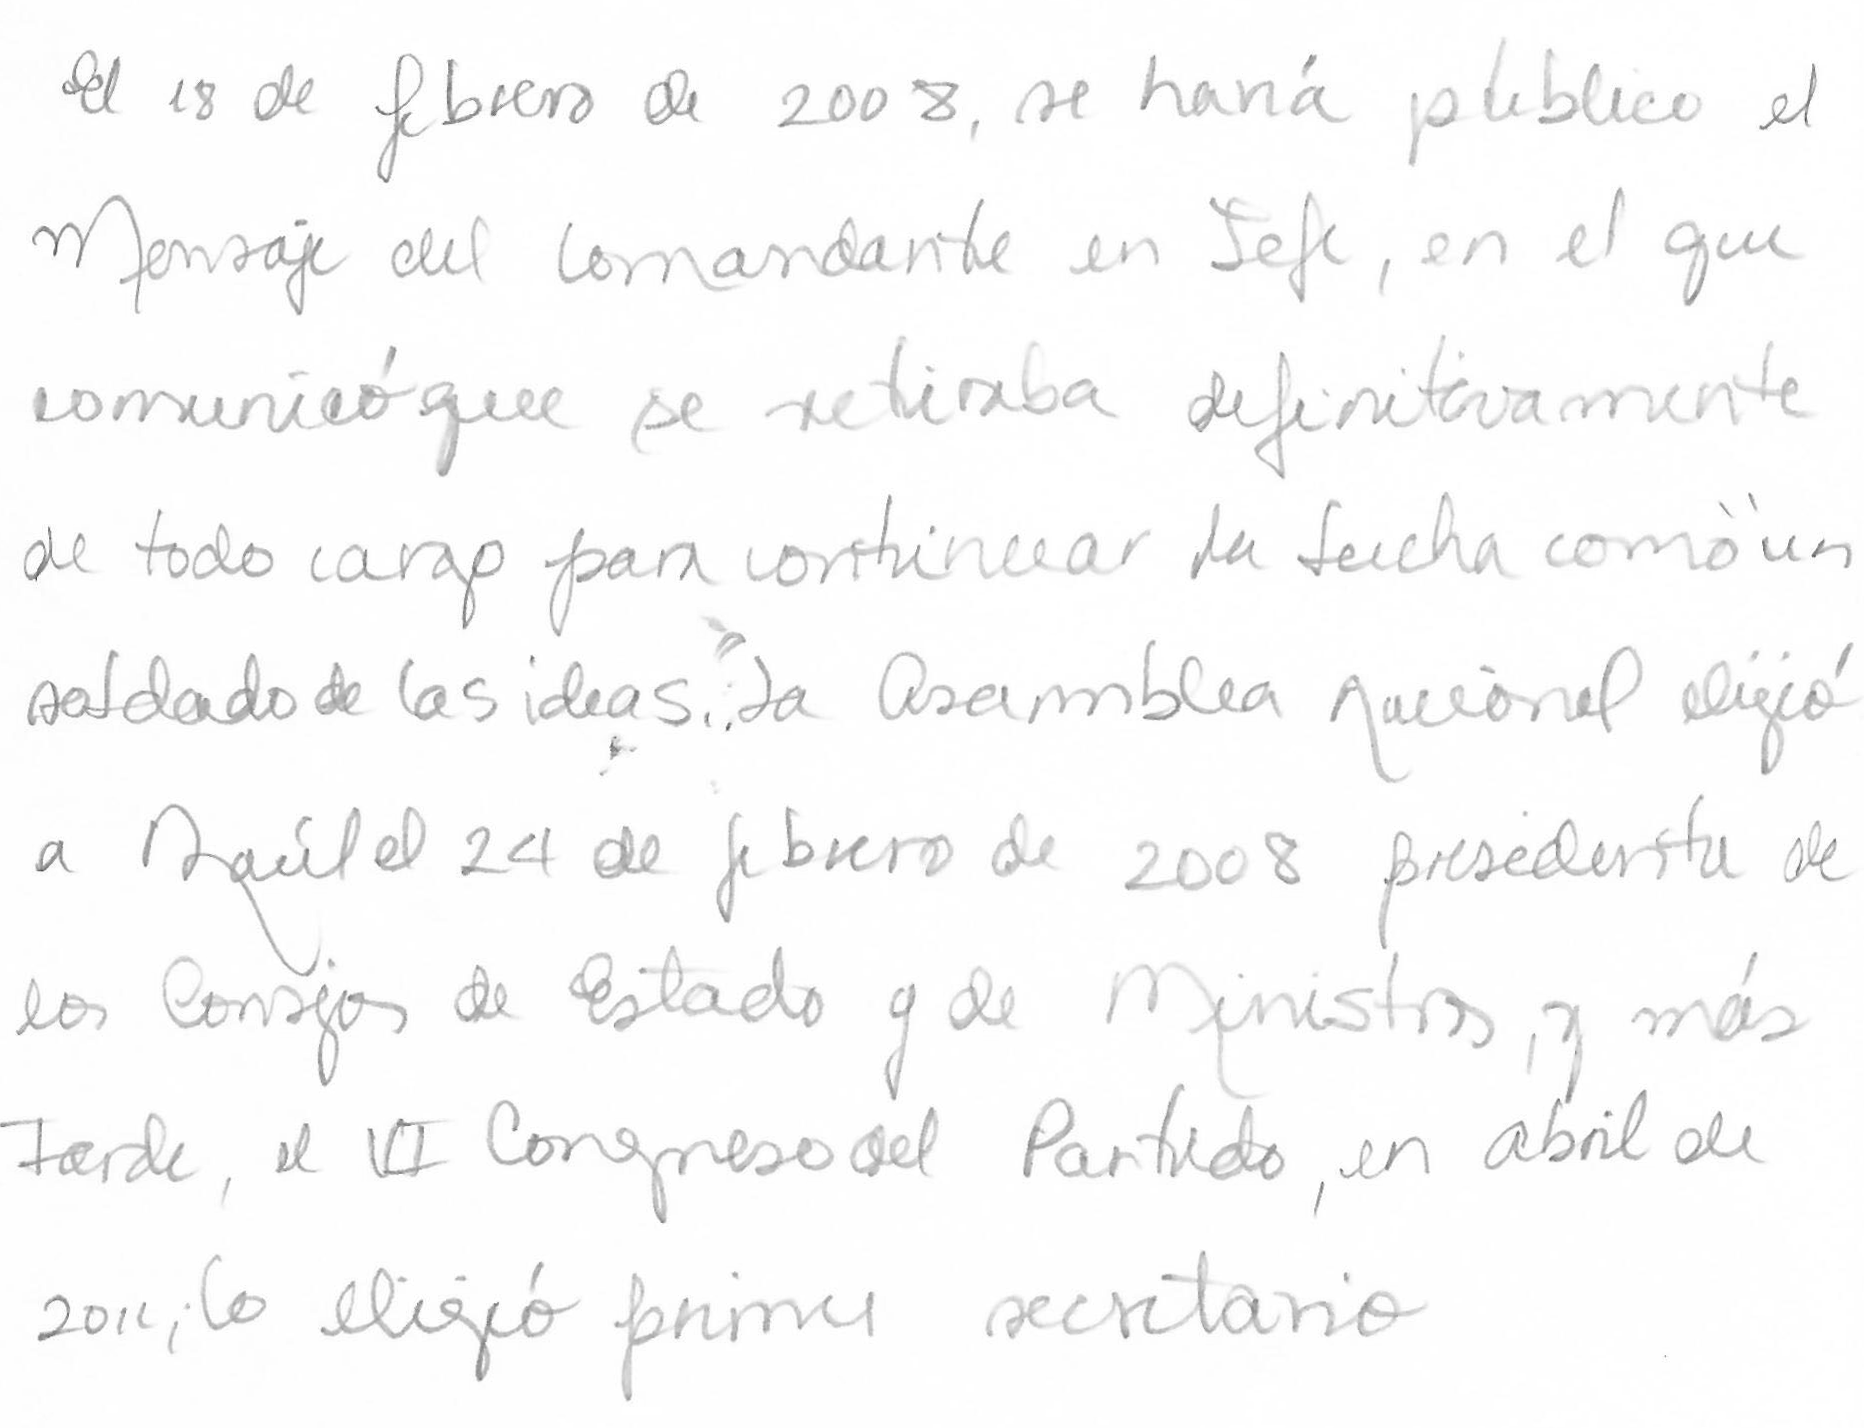 El 18 de febrero de 2008, se hará público el
Mensaje del Comandante en Jefe, en el que
comunicó que se retiraba definitivamente
de todo cargo para continuar la lucha como "un
soldado de las ideas." La Asamblea Nacional eligió
a Raúl el 24 de febrero de 2008 presidente de
los Consejos de Estado y de Ministros, y más
Tarde, el VI Congreso del Partido, en abril de
2011, lo eligió primer secretario